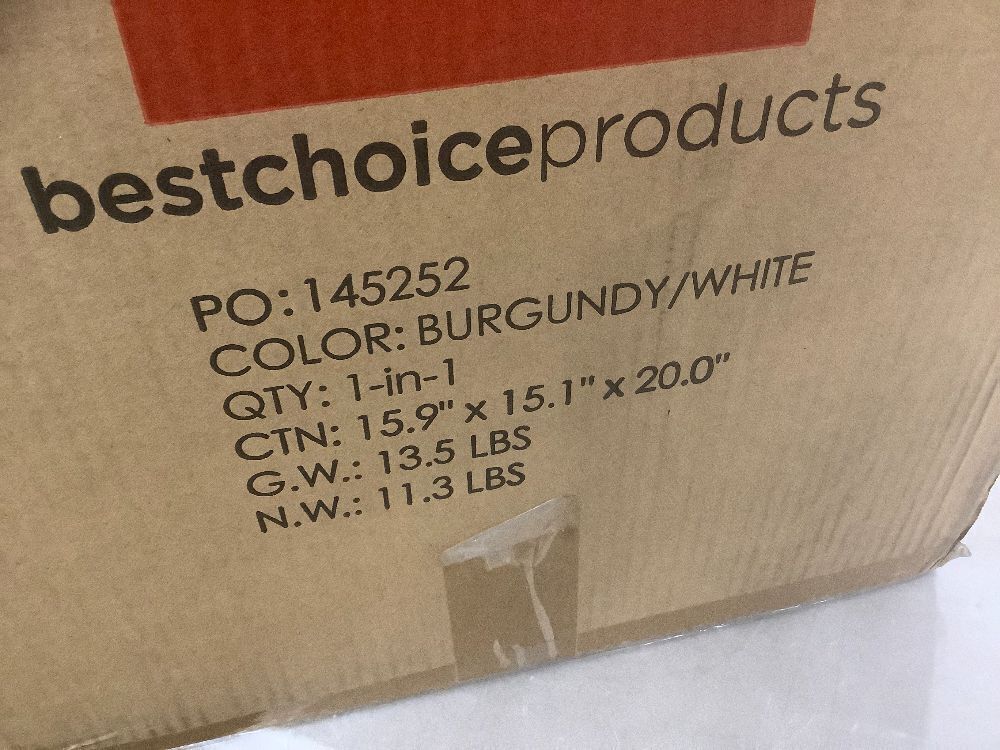 bestchoiceproducts
PO: 145252
COLOR: BURGUNDY/WHITE
QTY: 1-in-1
CTN: 15.9" x 15.1" x 20.0"
G.W.: 13.5 LBS
N.W.: 11.3 LBS